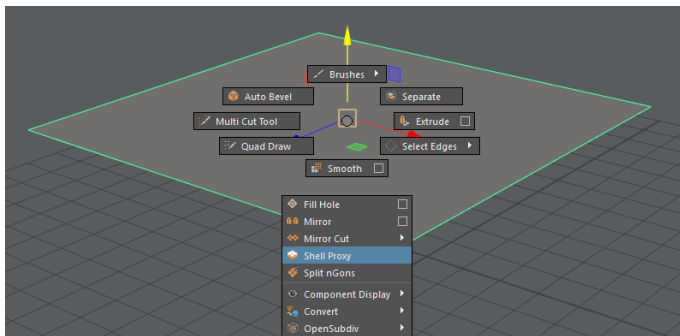 Brushes
Auto Bevel
Separate
Multi Cut Tool
Extrude
Quad Draw
Select Edges
Smooth
Fill Hole
Mirror
Mirror Cut
Shell Proxy
Split nGons
Component Display
Convert
OpenSubdiv